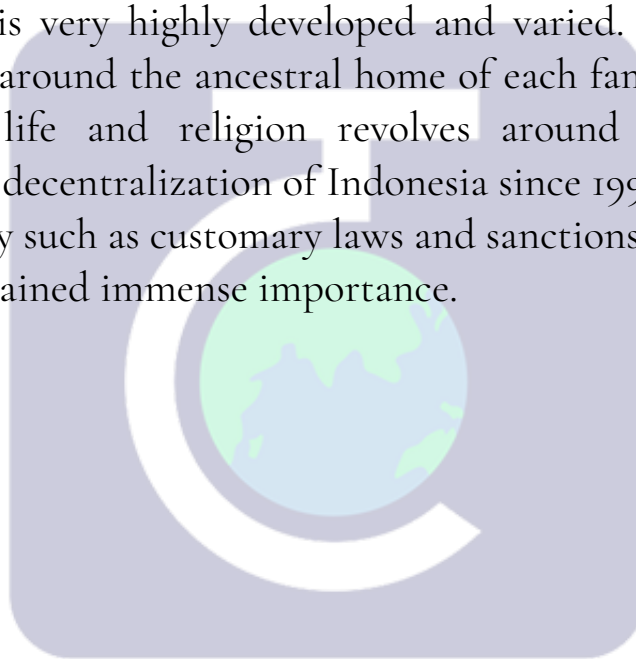 is very highly developed and varied.
around the ancestral home of each fam
life and religion revolves around
decentralization of Indonesia since 199
y such as customary laws and sanctions
ained immense importance.